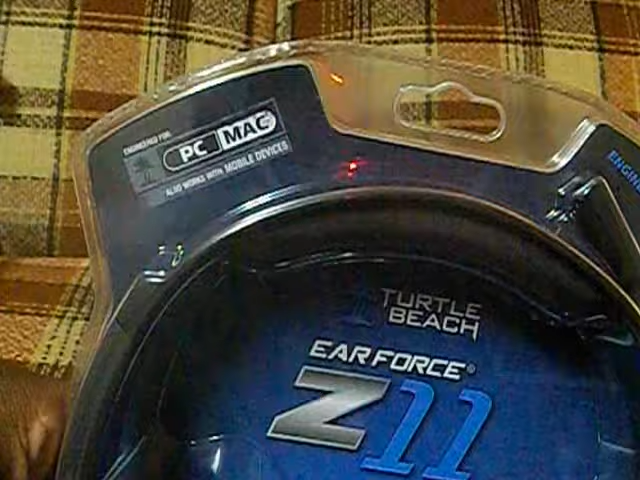 ENGINEERED FOR
PC MAC
ALSO WORKS WITH MOBILE DEVICES
TURTLE
BEACH
EAR FORCE®
Z11